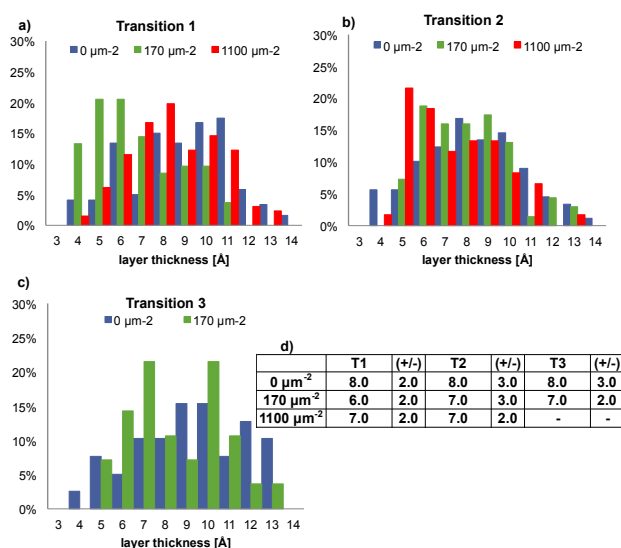 a)
Transition 1
0 µm-2 170 µm-2 1100 µm-2
30%
25%
20%
15%
10%
5%
0%
3 4 5 6 7 8 9 10 11 12 13 14
layer thickness [Å]
b)
Transition 2
0 µm-2 170 µm-2 1100 µm-2
30%
25%
20%
15%
10%
5%
0%
3 4 5 6 7 8 9 10 11 12 13 14
layer thickness [Å]
c)
Transition 3
0 µm-2 170 µm-2
30%
25%
20%
15%
10%
5%
0%
3 4 5 6 7 8 9 10 11 12 13 14
layer thickness [Å]
d)
T1 (+/-) T2 (+/-) T3 (+/-)
0 µm-2 8.0 2.0 8.0 3.0 8.0 3.0
170 µm-2 6.0 2.0 7.0 3.0 7.0 2.0
1100 µm-2 7.0 2.0 7.0 2.0 - -